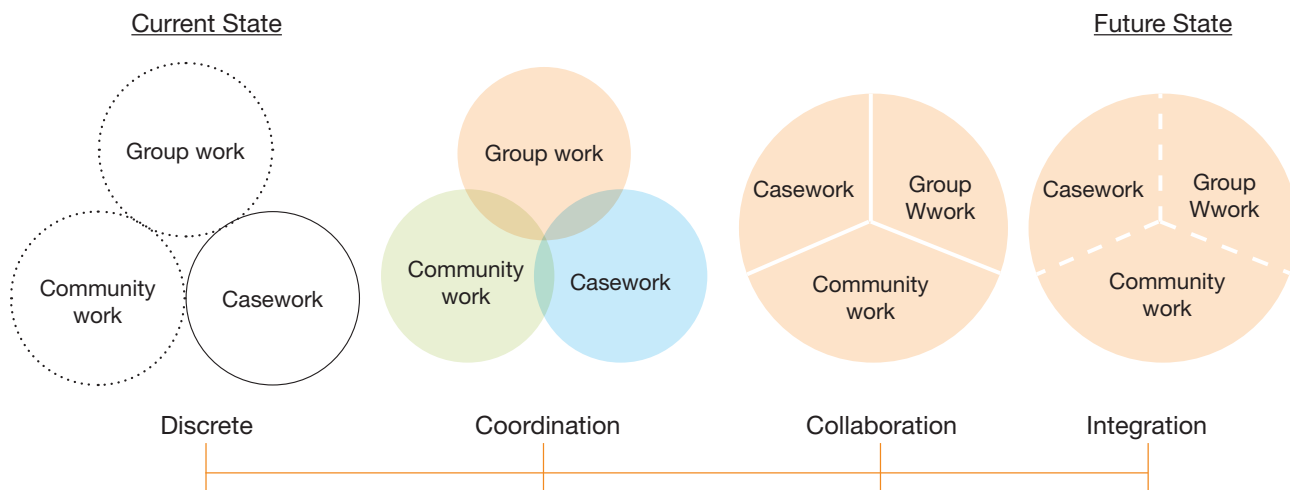 Current State
Future State
Group work
Community
work
Casework
Group work
Community
work
Casework
Casework
Group
Wwork
Community
work
Casework
Group
Wwork
Community
work
Discrete
Coordination
Collaboration
Integration